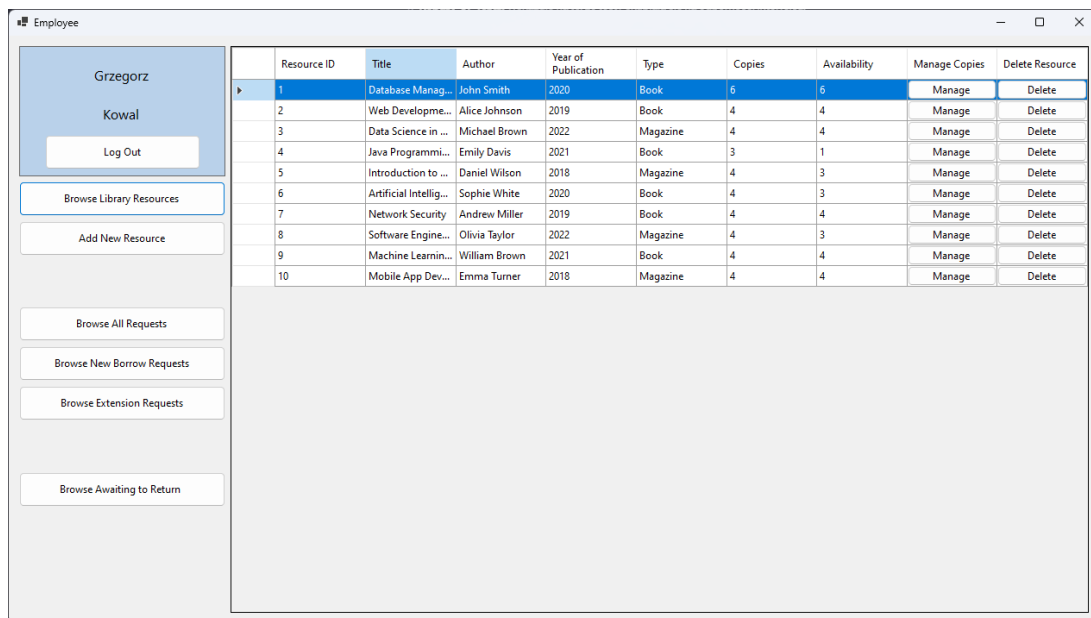 Employee
Grzegorz
Kowal
Log Out
Browse Library Resources
Add New Resource
Browse All Requests
Browse New Borrow Requests
Browse Extension Requests
Browse Awaiting to Return
Resource ID Title Author Year of Publication Type Copies Availability Manage Copies Delete Resource
1 Database Manag... John Smith 2020 Book 6 6 Manage Delete
2 Web Developme... Alice Johnson 2019 Book 4 4 Manage Delete
3 Data Science in ... Michael Brown 2022 Magazine 4 4 Manage Delete
4 Java Programmi... Emily Davis 2021 Book 3 1 Manage Delete
5 Introduction to ... Daniel Wilson 2018 Magazine 4 3 Manage Delete
6 Artificial Intellig... Sophie White 2020 Book 4 3 Manage Delete
7 Network Security Andrew Miller 2019 Book 4 4 Manage Delete
8 Software Engine... Olivia Taylor 2022 Magazine 4 3 Manage Delete
9 Machine Learnin... William Brown 2021 Book 4 4 Manage Delete
10 Mobile App Dev... Emma Turner 2018 Magazine 4 4 Manage Delete